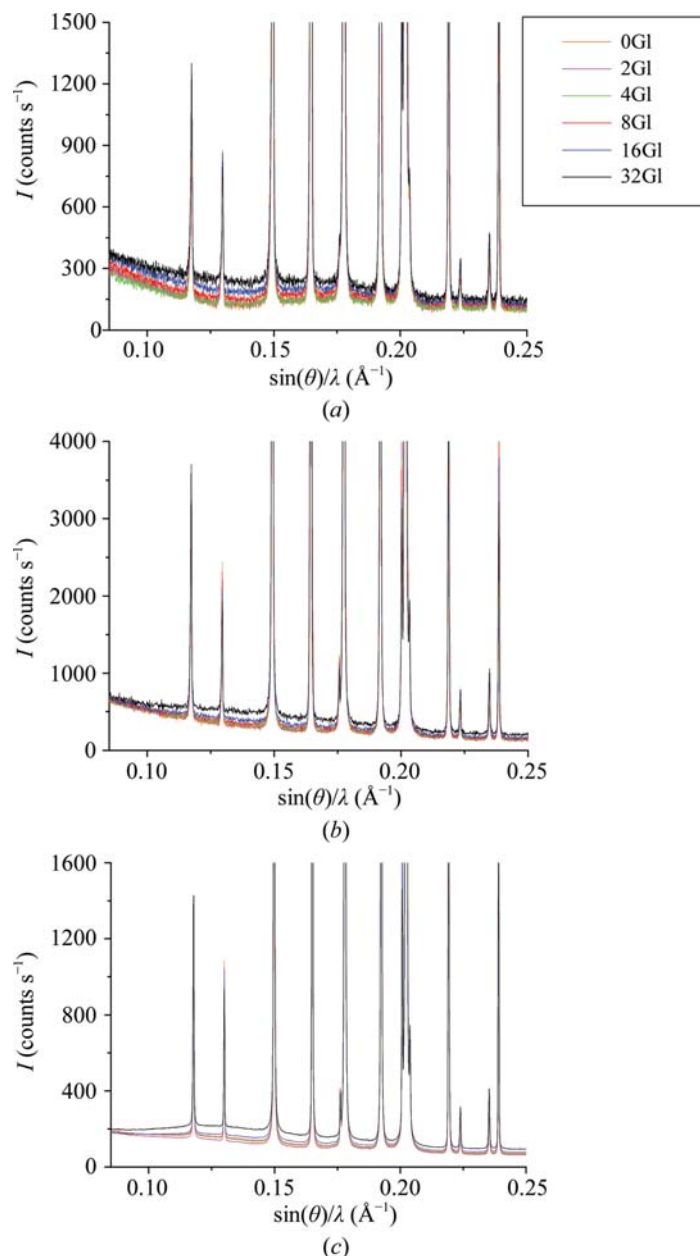 1500
1200
900
600
300
0
I (counts s⁻¹)
0.10 0.15 0.20 0.25
sin(θ)/λ (Å⁻¹)
(a)
0Gl
2Gl
4Gl
8Gl
16Gl
32Gl
4000
3000
2000
1000
0
I (counts s⁻¹)
0.10 0.15 0.20 0.25
sin(θ)/λ (Å⁻¹)
(b)
1600
1200
800
400
0
I (counts s⁻¹)
0.10 0.15 0.20 0.25
sin(θ)/λ (Å⁻¹)
(c)